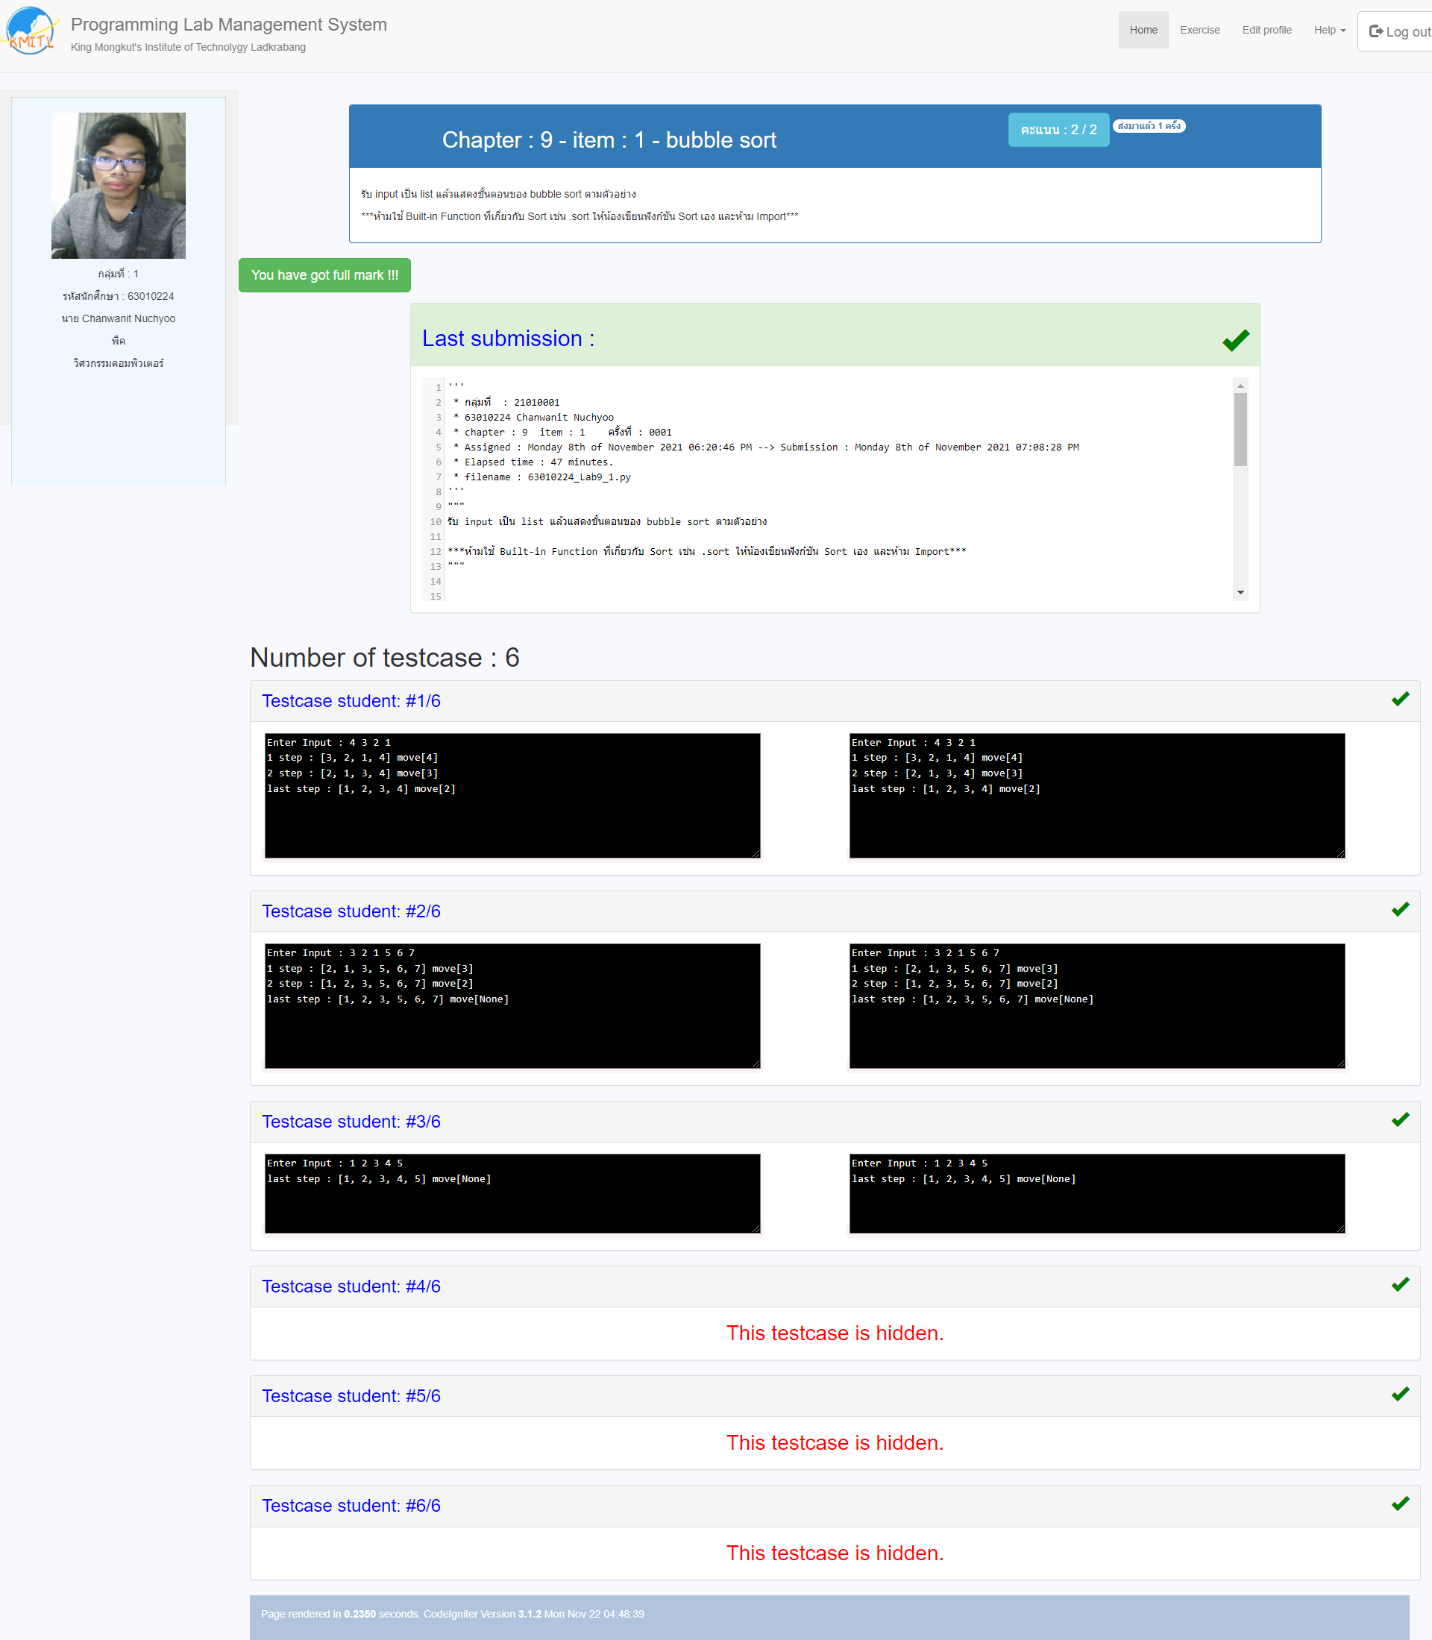 KMITL
Programming Lab Management System
King Mongkut's Institute of Technolygy Ladkrabang
Home
Exercise
Edit profile
Help
Log out
กลุ่มที่ : 1
รหัสนักศึกษา : 63010224
นาย Chanwanit Nuchyoo
พีค
วิศวกรรมคอมพิวเตอร์
Chapter : 9 - item : 1 - bubble sort
คะแนน : 2 / 2
ส่งมาแล้ว 1 ครั้ง
รับ input เป็น list แล้วแสดงขั้นตอนของ bubble sort ตามตัวอย่าง
***ห้ามใช้ Built-in Function ที่เกี่ยวกับ Sort เช่น .sort ให้น้องเขียนฟังก์ชัน Sort เอง และห้าม Import***
You have got full mark !!!
Last submission :
1 '''
2 * กลุ่มที่ : 21010001
3 * 63010224 Chanwanit Nuchyoo
4 * chapter : 9 item : 1 ครั้งที่ : 0001
5 * Assigned : Monday 8th of November 2021 06:20:46 PM --> Submission : Monday 8th of November 2021 07:08:28 PM
6 * Elapsed time : 47 minutes.
7 * filename : 63010224_Lab9_1.py
8 '''
9 """
10 รับ input เป็น list แล้วแสดงขั้นตอนของ bubble sort ตามตัวอย่าง
11
12 ***ห้ามใช้ Built-in Function ที่เกี่ยวกับ Sort เช่น .sort ให้น้องเขียนฟังก์ชัน Sort เอง และห้าม Import***
13 """
14
15
Number of testcase : 6
Testcase student: #1/6
Enter Input : 4 3 2 1
1 step : [3, 2, 1, 4] move[4]
2 step : [2, 1, 3, 4] move[3]
last step : [1, 2, 3, 4] move[2]
Enter Input : 4 3 2 1
1 step : [3, 2, 1, 4] move[4]
2 step : [2, 1, 3, 4] move[3]
last step : [1, 2, 3, 4] move[2]
Testcase student: #2/6
Enter Input : 3 2 1 5 6 7
1 step : [2, 1, 3, 5, 6, 7] move[3]
2 step : [1, 2, 3, 5, 6, 7] move[2]
last step : [1, 2, 3, 5, 6, 7] move[None]
Enter Input : 3 2 1 5 6 7
1 step : [2, 1, 3, 5, 6, 7] move[3]
2 step : [1, 2, 3, 5, 6, 7] move[2]
last step : [1, 2, 3, 5, 6, 7] move[None]
Testcase student: #3/6
Enter Input : 1 2 3 4 5
last step : [1, 2, 3, 4, 5] move[None]
Enter Input : 1 2 3 4 5
last step : [1, 2, 3, 4, 5] move[None]
Testcase student: #4/6
This testcase is hidden.
Testcase student: #5/6
This testcase is hidden.
Testcase student: #6/6
This testcase is hidden.
Page rendered in 0.2350 seconds. CodeIgniter Version 3.1.2 Mon Nov 22 04:48:39